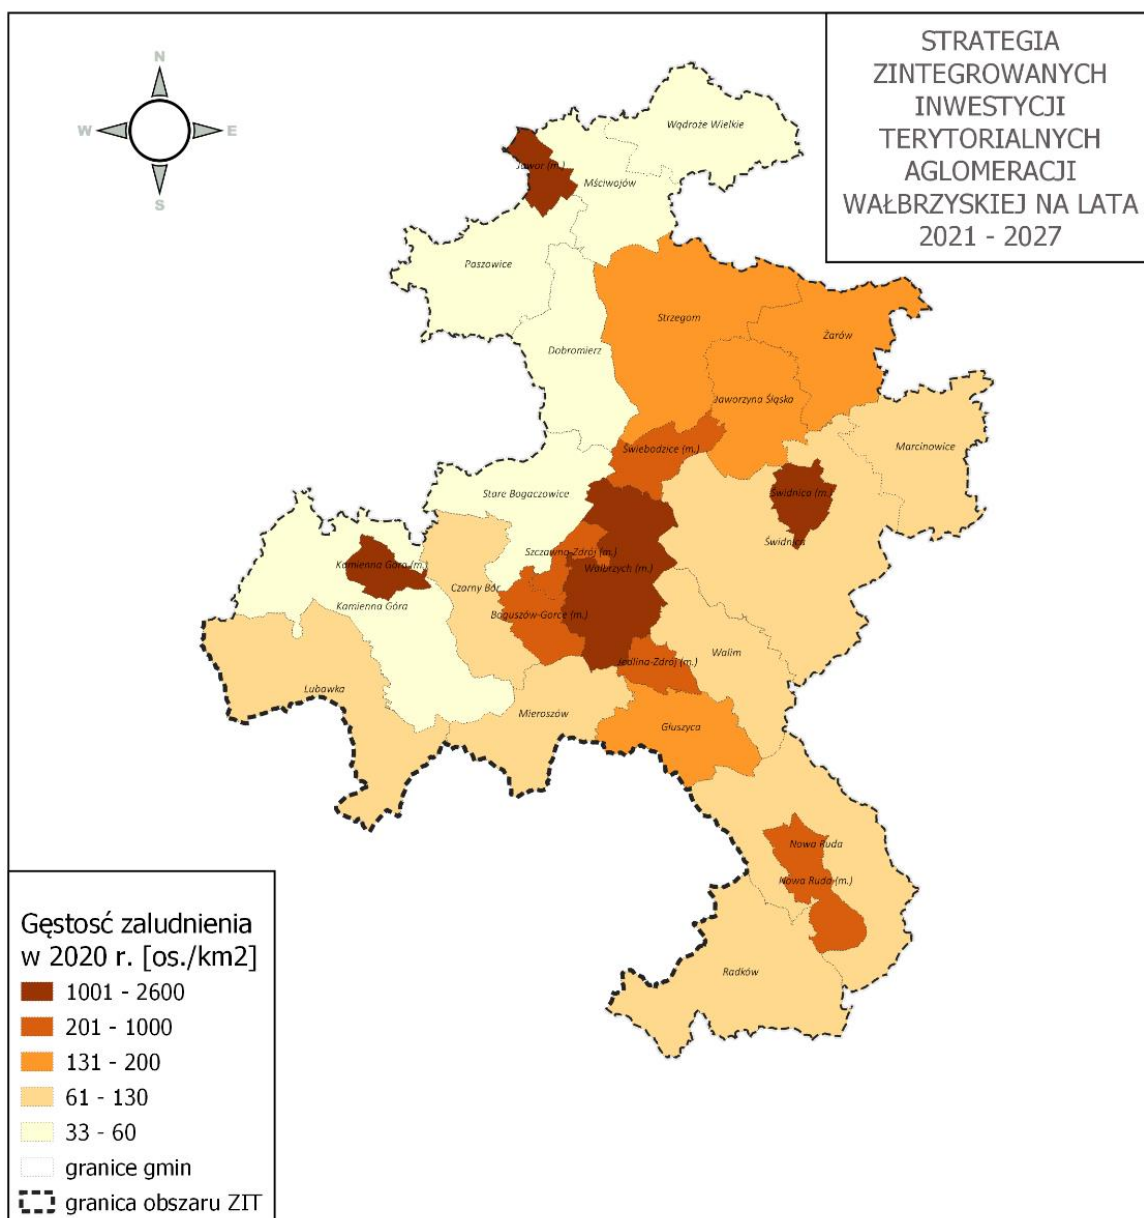 STRATEGIA
ZINTEGROWANYCH
INWESTYCJI
TERYTORIALNYCH
AGLOMERACJI
WAŁBRZYSKIEJ NA LATA
2021 - 2027
N
W
E
S
Wądroże Wielkie
Jawor (m.)
Mściwojów
Paszowice
Strzegom
Żarów
Dobromierz
Jaworzyna Śląska
Marcinowice
Świebodzice (m.)
Stare Bogaczowice
Świdnica (m.)
Świdnica
Szczawno-Zdrój (m.)
Kamienna Góra (m.)
Wałbrzych (m.)
Czarny Bór
Kamienna Góra
Boguszów-Gorce (m.)
Walim
Jedlina-Zdrój (m.)
Lubawka
Mieroszów
Głuszyca
Nowa Ruda
Nowa Ruda (m.)
Radków
Gęstosć zaludnienia
w 2020 r. [os./km2]
1001 - 2600
201 - 1000
131 - 200
61 - 130
33 - 60
granice gmin
granica obszaru ZIT